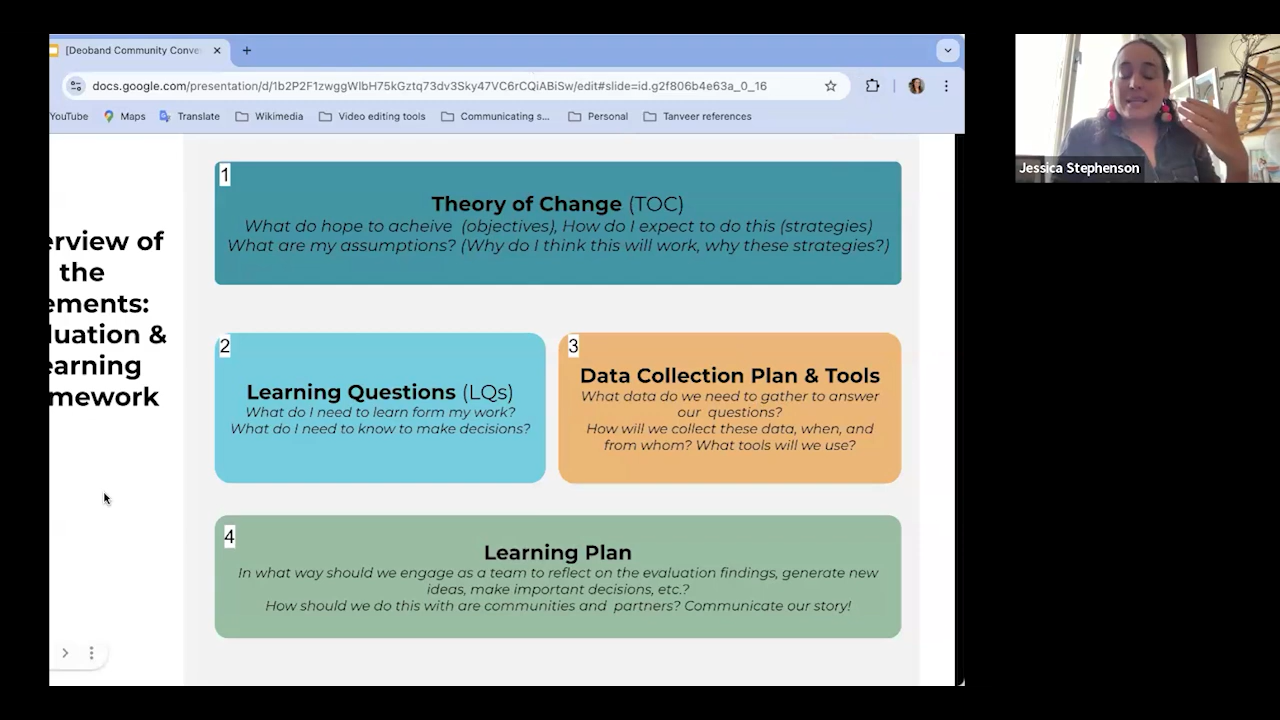 [Deoband Community Conve
docs.google.com/presentation/d/1b2P2F1zwggWlbH75kGztq73dv3Sky47VC6rCQiABiSw/edit#slide=id.g2f806b4e63a_0_16
YouTube Maps Translate Wikimedia Video editing tools Communicating s... Personal Tanveer references
Jessica Stephenson
erview of
the
ements:
luation &
earning
mework
1
Theory of Change (TOC)
What do hope to acheive (objectives), How do I expect to do this (strategies)
What are my assumptions? (Why do I think this will work, why these strategies?)
2
Learning Questions (LQs)
What do I need to learn form my work?
What do I need to know to make decisions?
3
Data Collection Plan & Tools
What data do we need to gather to answer
our questions?
How will we collect these data, when, and
from whom? What tools will we use?
4
Learning Plan
In what way should we engage as a team to reflect on the evaluation findings, generate new
ideas, make important decisions, etc.?
How should we do this with are communities and partners? Communicate our story!